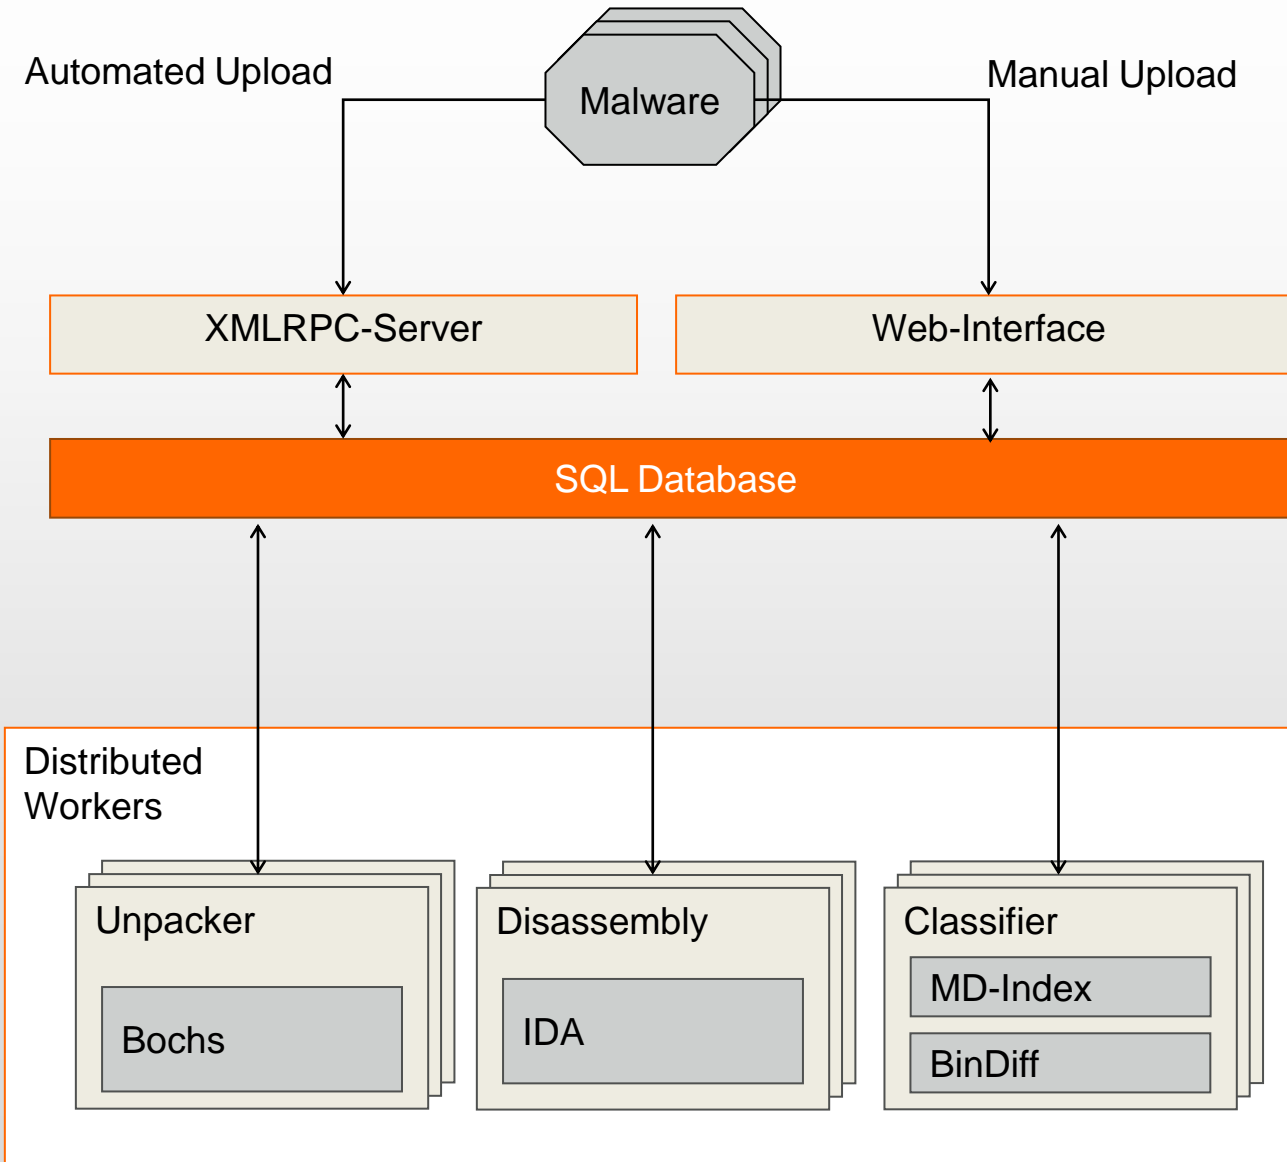 Automated Upload
Malware
Manual Upload
XMLRPC-Server
Web-Interface
SQL Database
Distributed
Workers
Unpacker
Bochs
Disassembly
IDA
Classifier
MD-Index
BinDiff